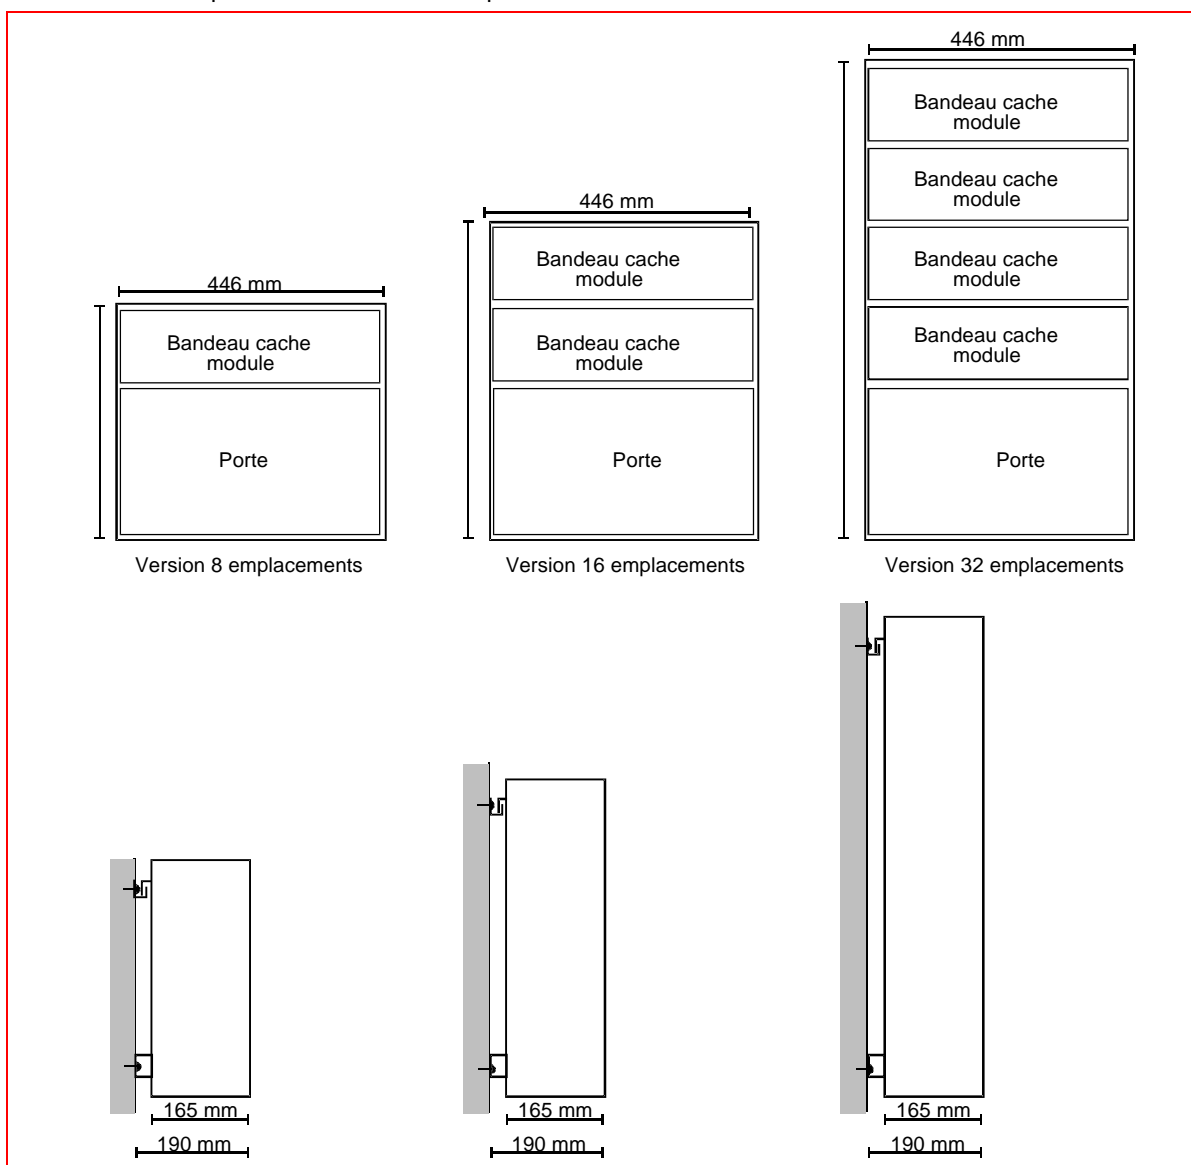 446 mm
Bandeau cache
module
Bandeau cache
module
Bandeau cache
module
Bandeau cache
module
Porte
Version 32 emplacements
446 mm
Bandeau cache
module
Bandeau cache
module
Porte
Version 16 emplacements
446 mm
Bandeau cache
module
Porte
Version 8 emplacements
165 mm
190 mm
165 mm
190 mm
165 mm
190 mm